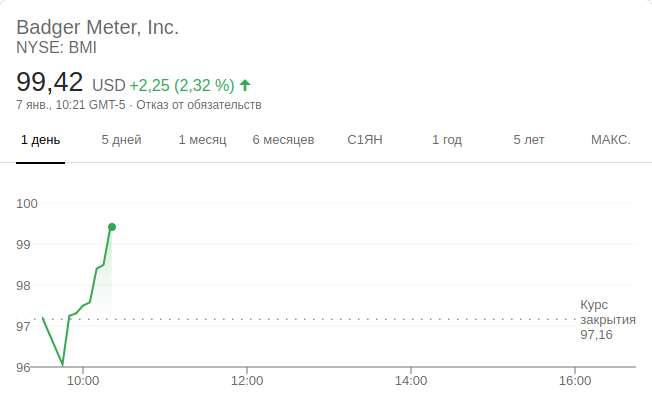 Badger Meter, Inc.
NYSE: BMI
99,42 USD +2,25 (2,32 %)
7 янв., 10:21 GMT-5 · Отказ от обязательств
1 день 5 дней 1 месяц 6 месяцев С1ЯН 1 год 5 лет МАКС.
100
99
98
97
96
Курс
закрытия
97,16
10:00 12:00 14:00 16:00